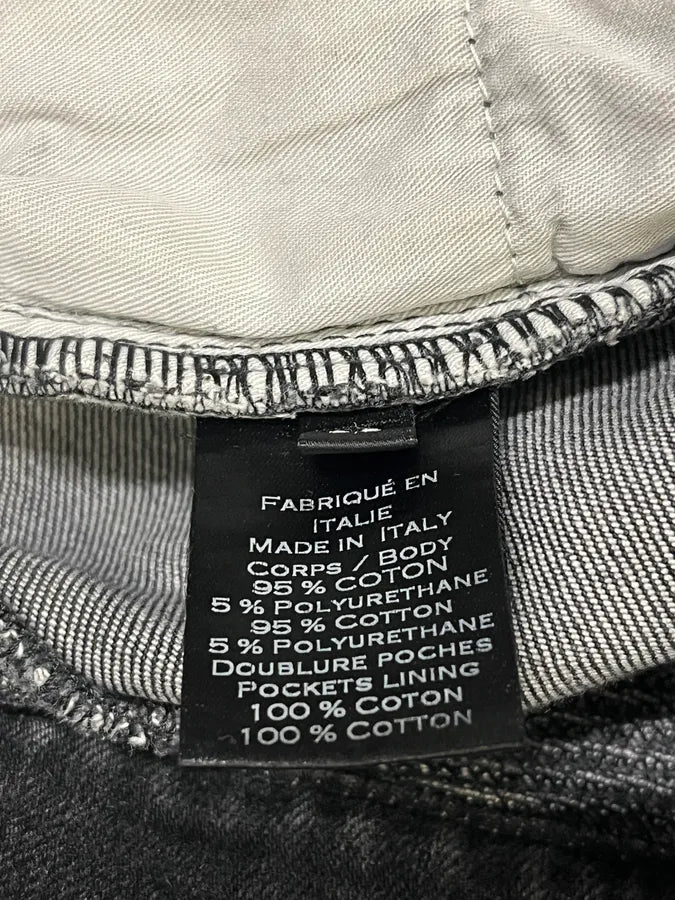 FABRIQUÉ EN
ITALIE
MADE IN ITALY
CORPS / BODY
95 % COTON
5 % POLYURETHANE
95 % COTTON
5 % POLYURETHANE
DOUBLURE POCHES
POCKETS LINING
100 % COTON
100 % COTTON